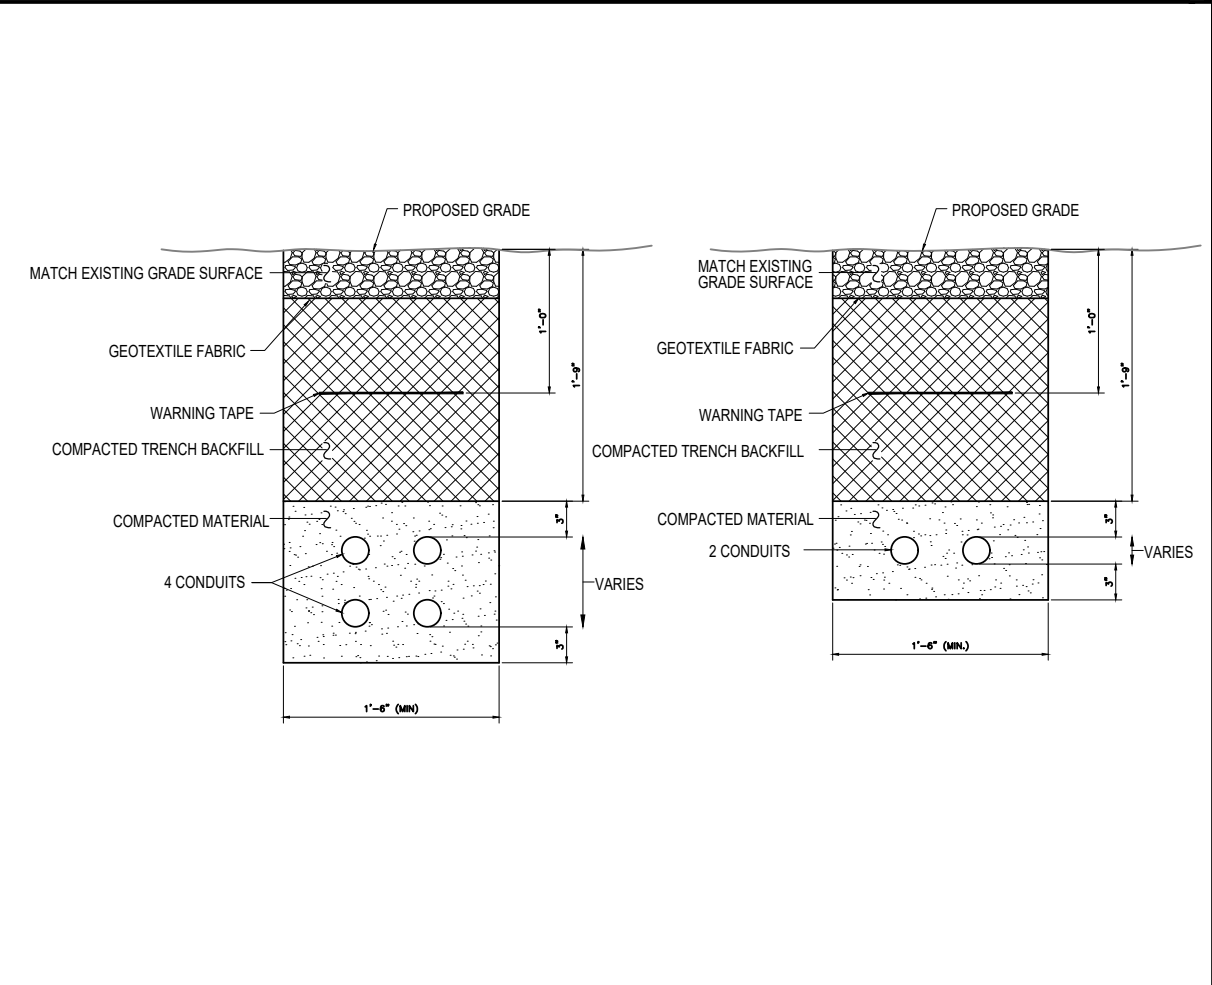 PROPOSED GRADE
MATCH EXISTING GRADE SURFACE
GEOTEXTILE FABRIC
WARNING TAPE
COMPACTED TRENCH BACKFILL
COMPACTED MATERIAL
4 CONDUITS
1'-0"
1'-9"
3"
VARIES
3"
1'-6" (MIN)
PROPOSED GRADE
MATCH EXISTING
GRADE SURFACE
GEOTEXTILE FABRIC
WARNING TAPE
COMPACTED TRENCH BACKFILL
COMPACTED MATERIAL
2 CONDUITS
1'-0"
1'-9"
3"
VARIES
3"
1'-6" (MIN.)